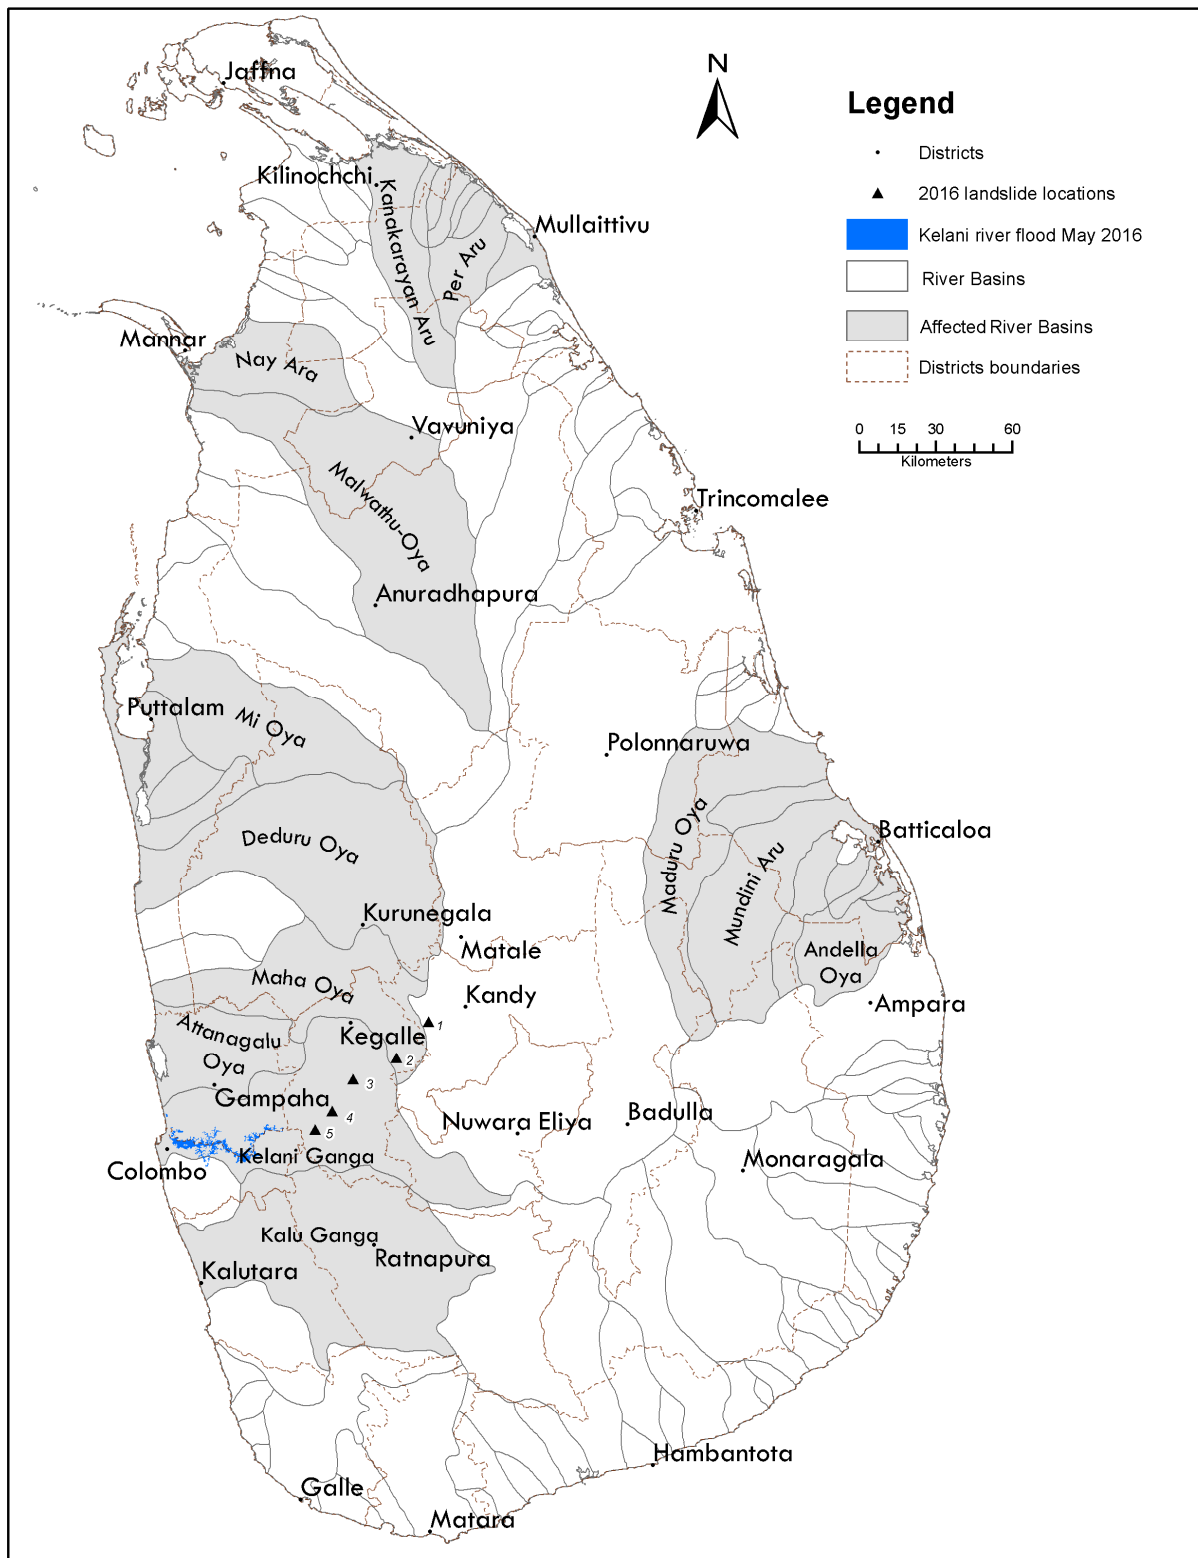 Jaffna
N
Legend
Districts
2016 landslide locations
Kelani river flood May 2016
River Basins
Affected River Basins
Districts boundaries
0 15 30 60
Kilometers
Kilinochchi
Kanakarayan Aru
Per Aru
Mullaittivu
Mannar
Nay Ara
Vavuniya
Malwathu-Oya
Trincomalee
Anuradhapura
Puttalam
Mi Oya
Polonnaruwa
Deduru Oya
Maduru Oya
Mundini Aru
Batticaloa
Kurunegala
Matale
Andella
Oya
Maha Oya
Kandy
Ampara
Attanagalu
Oya
Kegalle
1
2
3
4
5
Gampaha
Nuwara Eliya
Badulla
Kelani Ganga
Colombo
Monaragala
Kalu Ganga
Ratnapura
Kalutara
Hambantota
Galle
Matara